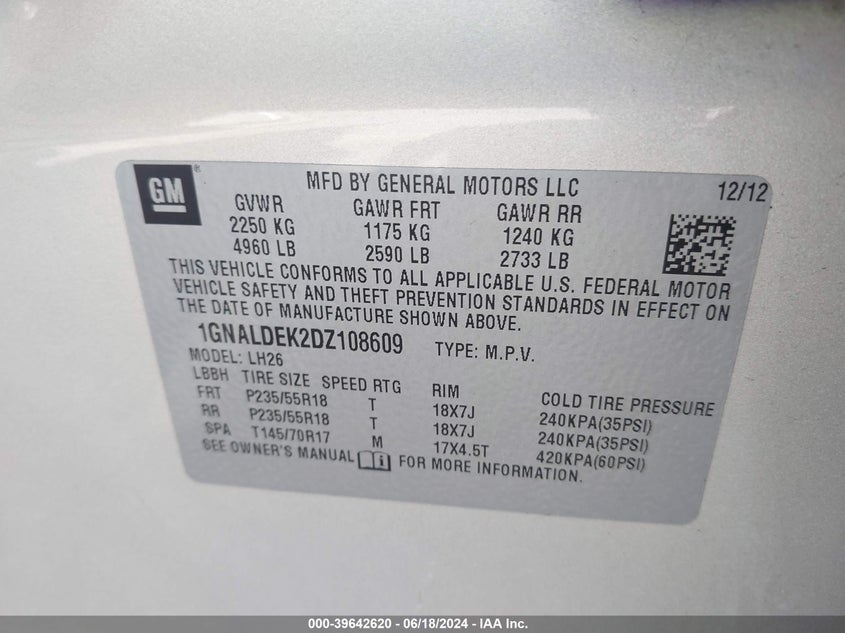 GM®
MFD BY GENERAL MOTORS LLC 12/12
GVWR GAWR FRT GAWR RR
2250 KG 1175 KG 1240 KG
4960 LB 2590 LB 2733 LB
THIS VEHICLE CONFORMS TO ALL APPLICABLE U.S. FEDERAL MOTOR
VEHICLE SAFETY AND THEFT PREVENTION STANDARDS IN EFFECT ON
THE DATE OF MANUFACTURE SHOWN ABOVE.
1GNALDEK2DZ108609 TYPE: M.P.V.
MODEL: LH26
LBBH TIRE SIZE SPEED RTG RIM COLD TIRE PRESSURE
FRT P235/55R18 T 18X7J 240KPA(35PSI)
RR P235/55R18 T 18X7J 240KPA(35PSI)
SPA T145/70R17 M 17X4.5T 420KPA(60PSI)
SEE OWNER'S MANUAL FOR MORE INFORMATION.
000-39642620 - 06/18/2024 - IAA Inc.